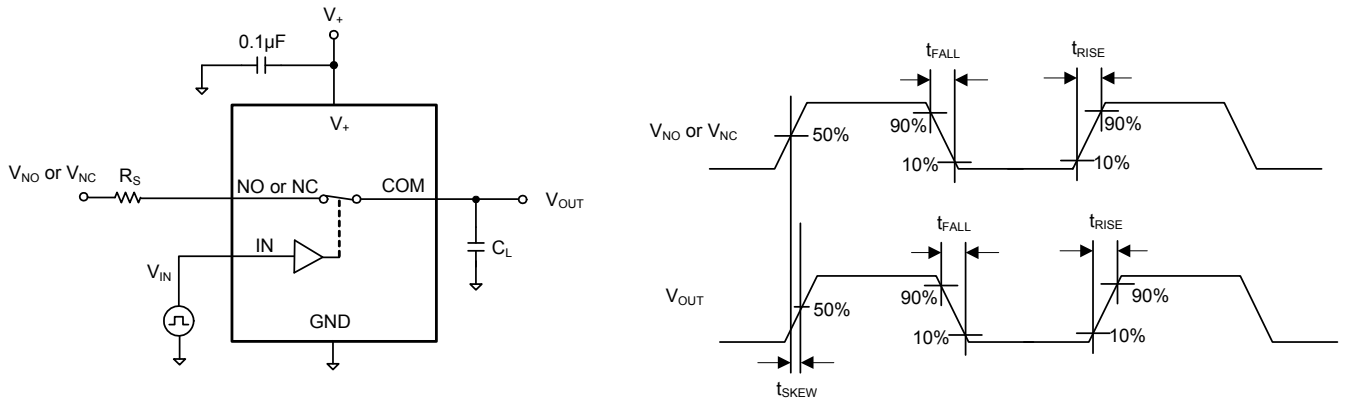 V+
0.1µF
V+
VNO or VNC
RS
NO or NC
COM
VOUT
IN
CL
VIN
GND
tFALL
tRISE
VNO or VNC
50%
90%
90%
10%
10%
tFALL
tRISE
VOUT
50%
90%
90%
10%
10%
tSKEW